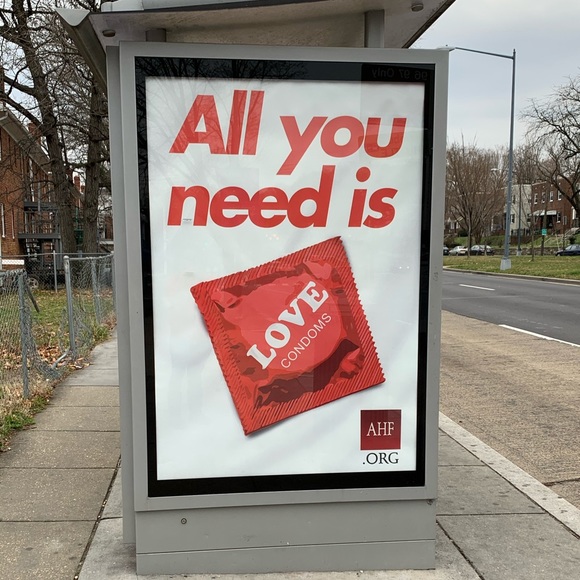 All you
need is
LOVE
CONDOMS
AHF
.ORG